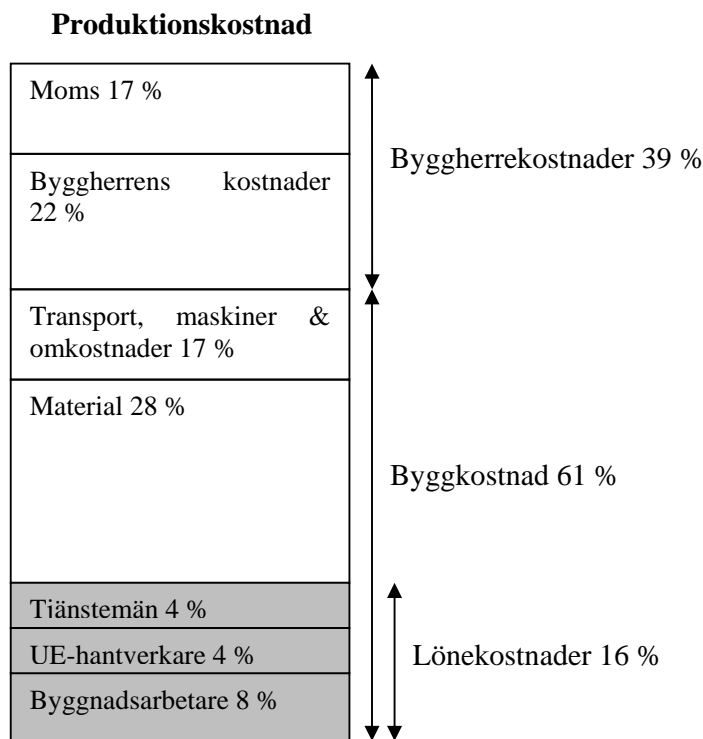 Produktionskostnad
Moms 17 %
Byggherrekostnader 39 %
Byggherrens kostnader
22 %
Transport, maskiner &
omkostnader 17 %
Material 28 %
Byggkostnad 61 %
Tiänstemän 4 %
UE-hantverkare 4 %
Lönekostnader 16 %
Byggnadsarbetare 8 %